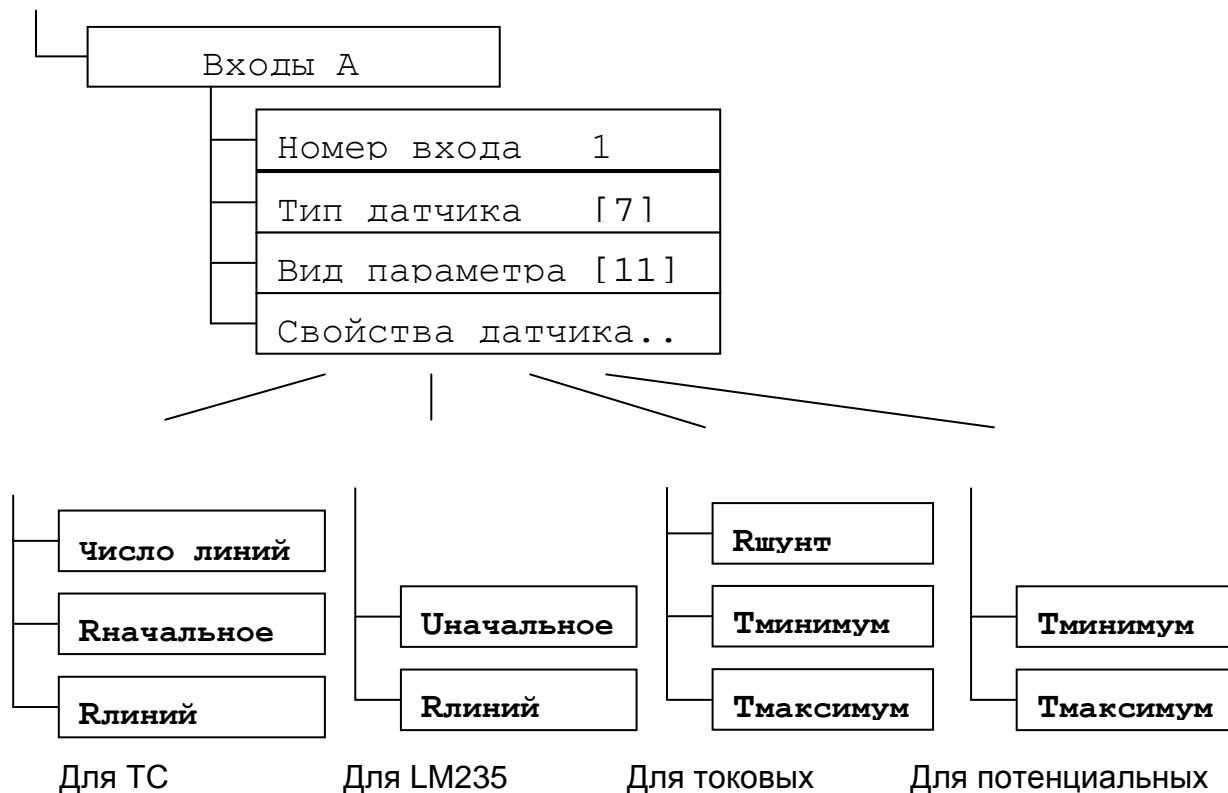 Входы А
Номер входа 1
Тип датчика [7]
Вид параметра [11]
Свойства датчика..
Число линий
Rначальное
Rлиний
Uначальное
Rлиний
Rшунт
Tминимум
Tмаксимум
Tминимум
Tмаксимум
Для ТС Для LM235 Для токовых Для потенциальных